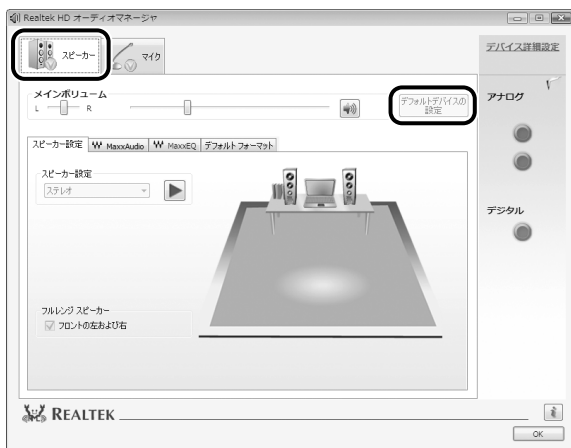 Realtek HD オーディオマネージャ
スピーカー
マイク
デバイス詳細設定
メインボリューム
L R
デフォルトデバイスの
設定
アナログ
スピーカー設定 MaxxAudio MaxxEQ デフォルトフォーマット
スピーカー設定
ステレオ
デジタル
フルレンジ スピーカー
フロントの左および右
REALTEK
OK